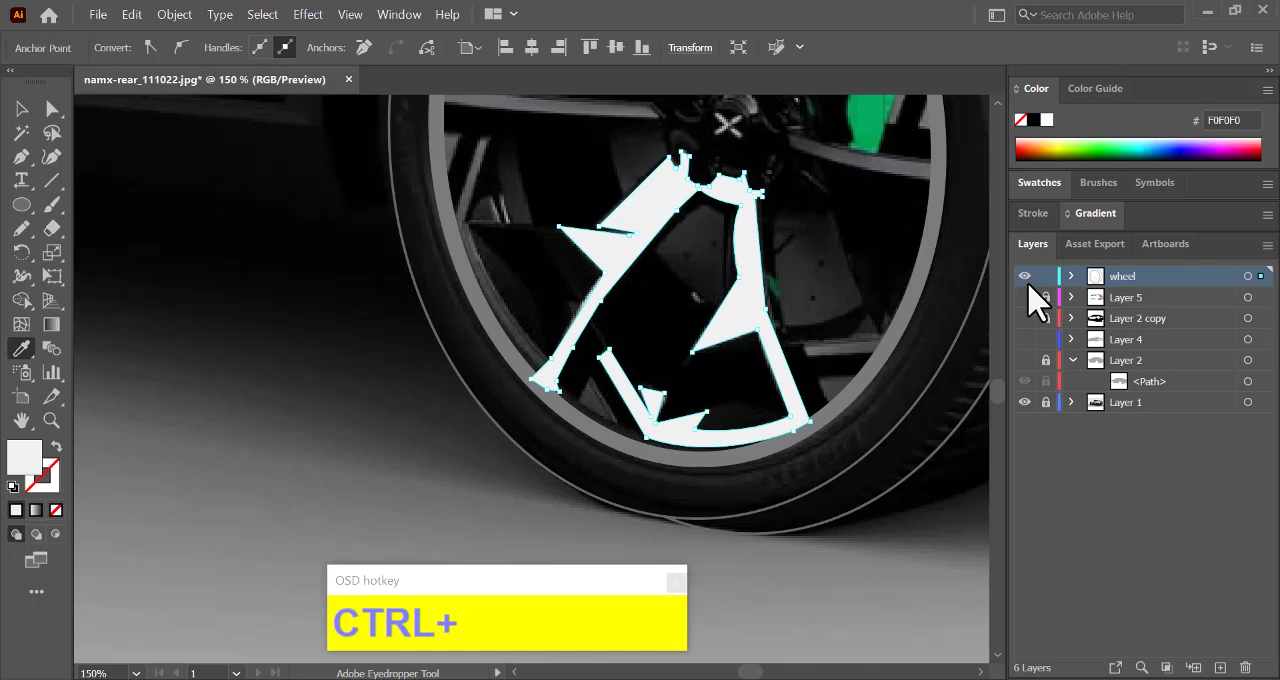 Ai File Edit Object Type Select Effect View Window Help Search Adobe Help
Anchor Point Convert: Handles: Anchors: Transform
namx-rear_111022.jpg* @ 150 % (RGB/Preview) ×
Color Color Guide
# F0F0F0
Swatches Brushes Symbols
Stroke Gradient
Layers Asset Export Artboards
wheel
Layer 5
Layer 2 copy
Layer 4
Layer 2
<Path>
Layer 1
OSD hotkey
CTRL+
150% 1 Adobe Eyedropper Tool 6 Layers